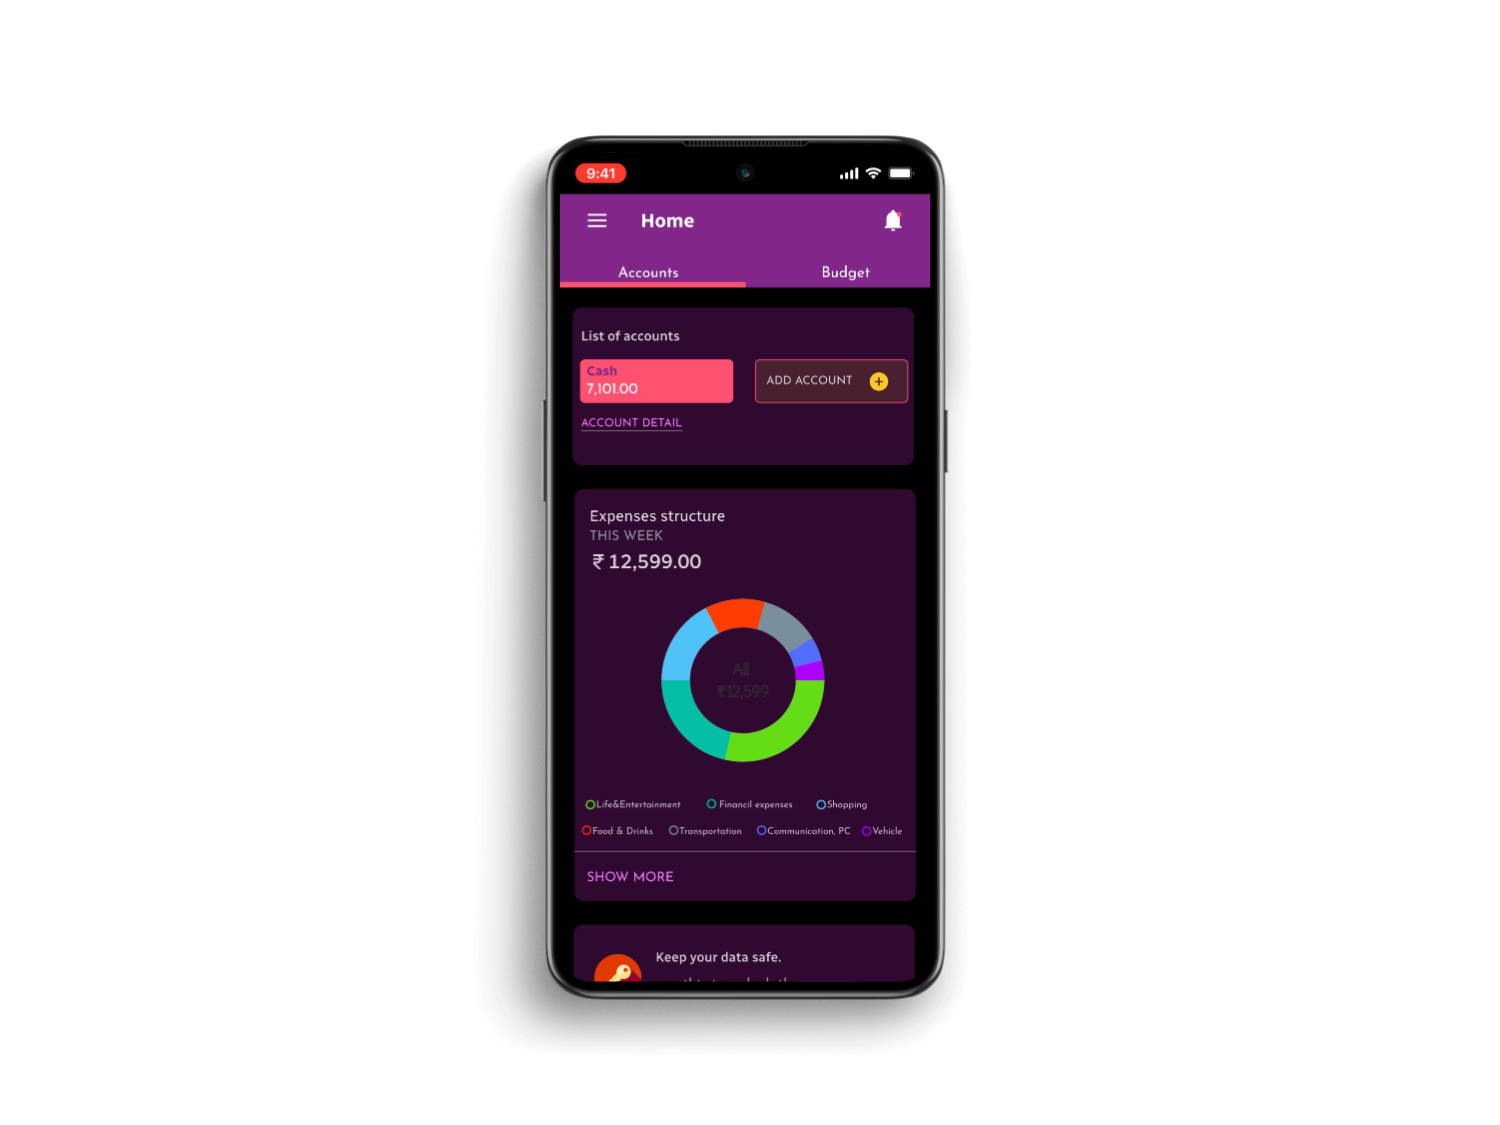 9:41
Home
Accounts Budget
List of accounts
Cash
7,101.00
ADD ACCOUNT
ACCOUNT DETAIL
Expenses structure
THIS WEEK
₹ 12,599.00
All
₹12,599
Life&Entertainment Financil expenses Shopping
Food & Drinks Transportation Communication, PC Vehicle
SHOW MORE
Keep your data safe.